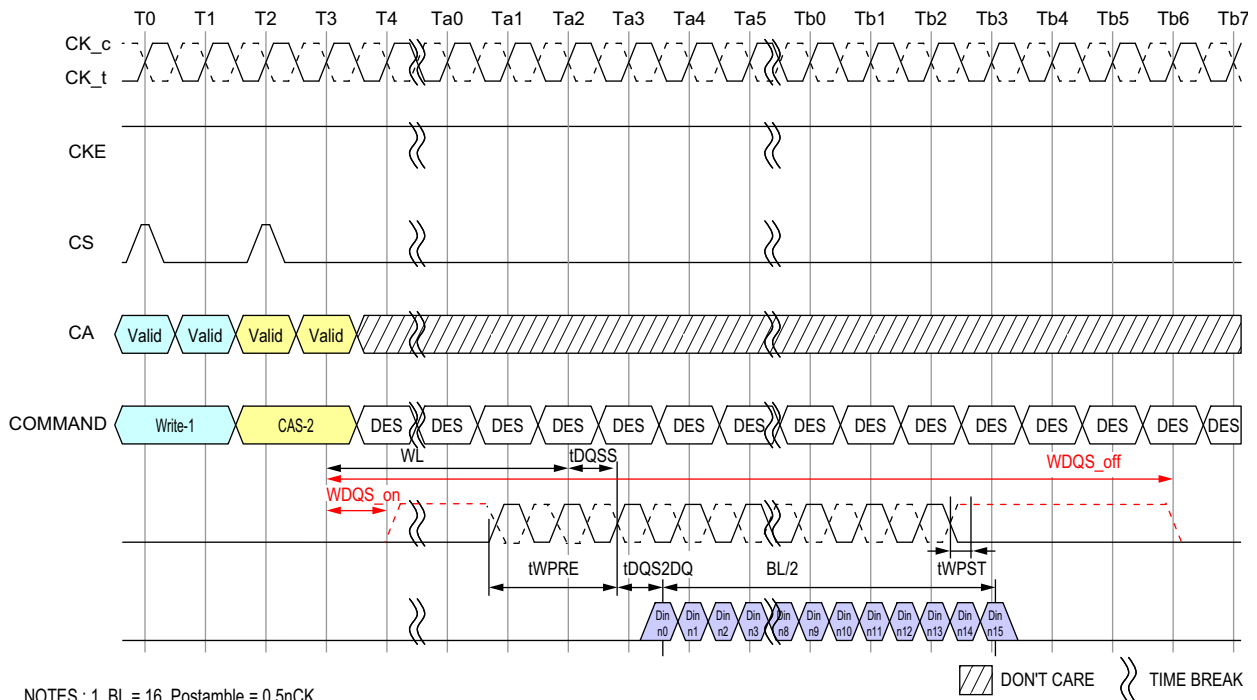 T0 T1 T2 T3 T4 Ta0 Ta1 Ta2 Ta3 Ta4 Ta5 Tb0 Tb1 Tb2 Tb3 Tb4 Tb5 Tb6 Tb7
CK_c
CK_t
CKE
CS
CA Valid Valid Valid Valid
COMMAND Write-1 CAS-2 DES DES DES DES DES DES DES DES DES DES DES DES DES DES DES
WL tDQSS WDQS_off
WDQS_on
tWPRE tDQS2DQ BL/2 tWPST
Din n0 Din n1 Din n2 Din n3 Din n8 Din n9 Din n10 Din n11 Din n12 Din n13 Din n14 Din n15
DON'T CARE TIME BREAK
NOTES : 1. BL = 16, Postamble = 0.5nCK